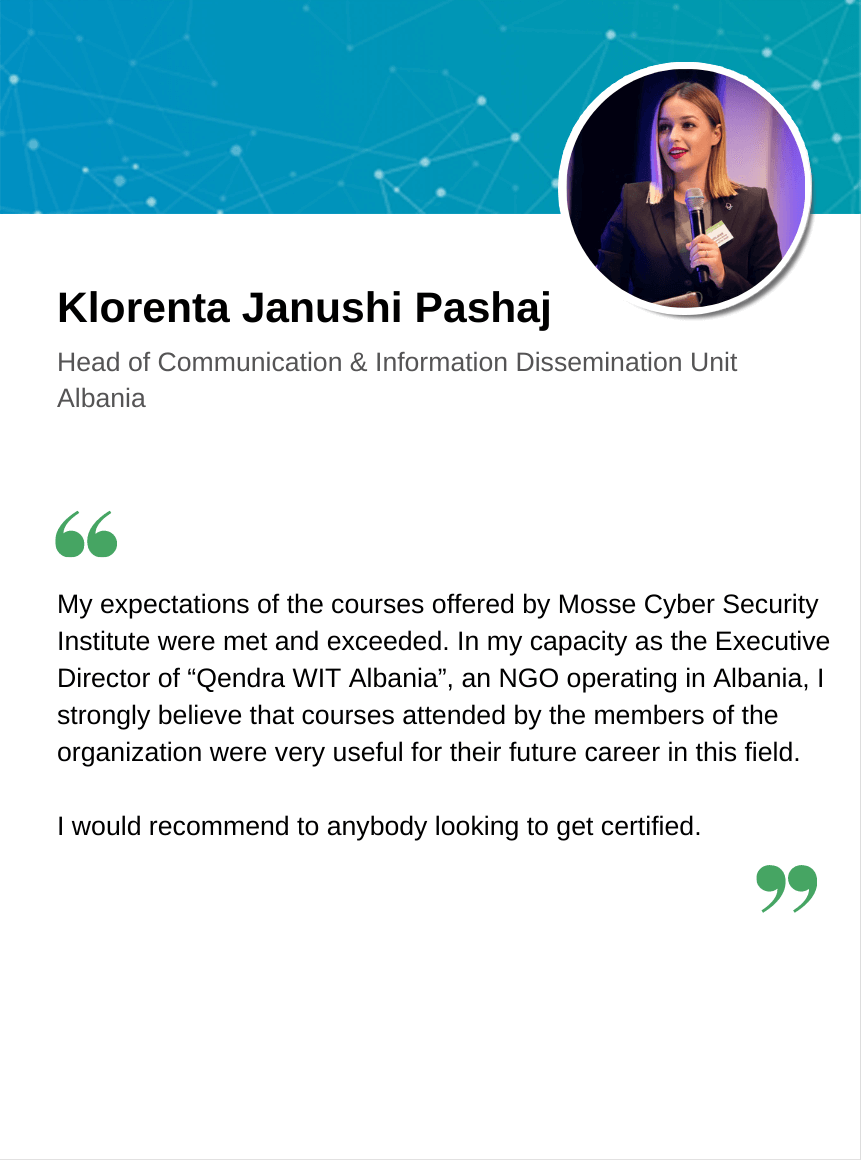 Klorenta Janushi Pashaj
Head of Communication & Information Dissemination Unit
Albania
“
My expectations of the courses offered by Mosse Cyber Security
Institute were met and exceeded. In my capacity as the Executive
Director of “Qendra WIT Albania”, an NGO operating in Albania, I
strongly believe that courses attended by the members of the
organization were very useful for their future career in this field.
I would recommend to anybody looking to get certified.
”